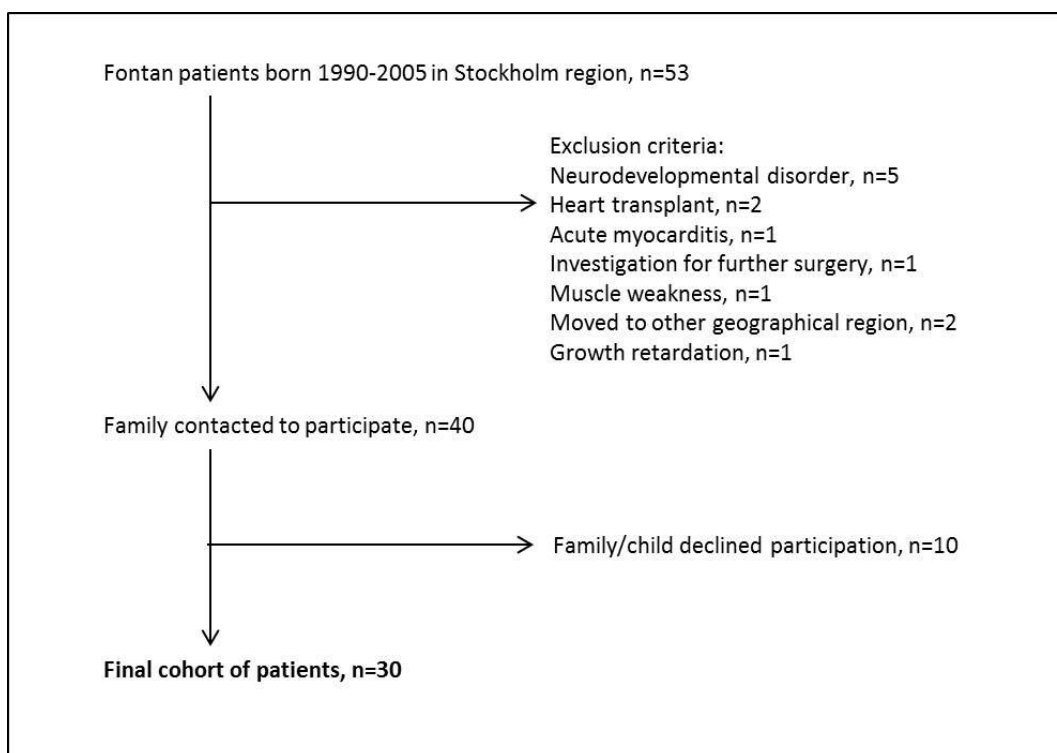 Fontan patients born 1990-2005 in Stockholm region, n=53
Exclusion criteria:
Neurodevelopmental disorder, n=5
Heart transplant, n=2
Acute myocarditis, n=1
Investigation for further surgery, n=1
Muscle weakness, n=1
Moved to other geographical region, n=2
Growth retardation, n=1
Family contacted to participate, n=40
Family/child declined participation, n=10
Final cohort of patients, n=30